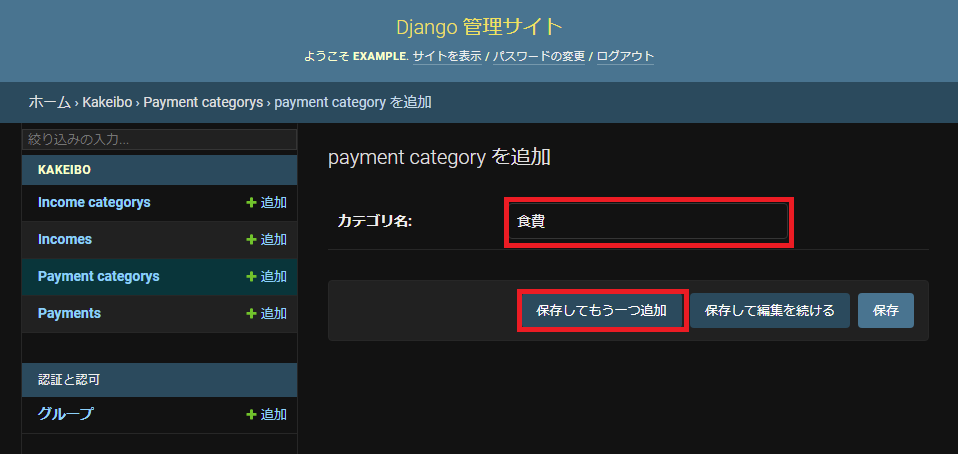 Django 管理サイト
ようこそ EXAMPLE. サイトを表示 / パスワードの変更 / ログアウト
ホーム › Kakeibo › Payment categorys › payment category を追加
絞り込みの入力...
KAKEIBO
Income categorys + 追加
Incomes + 追加
Payment categorys + 追加
Payments + 追加
認証と認可
グループ + 追加
payment category を追加
カテゴリ名: 食費
保存してもう一つ追加 保存して編集を続ける 保存